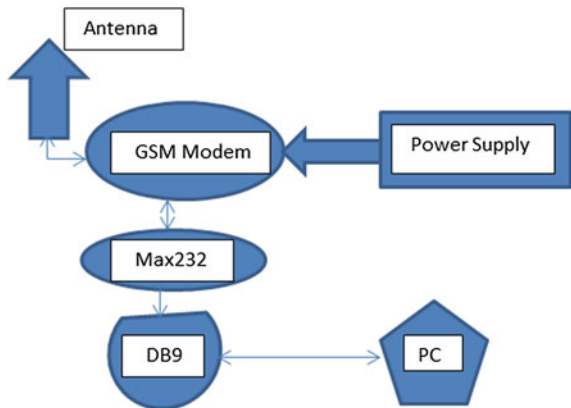 Antenna
GSM Modem
Power Supply
Max232
DB9
PC